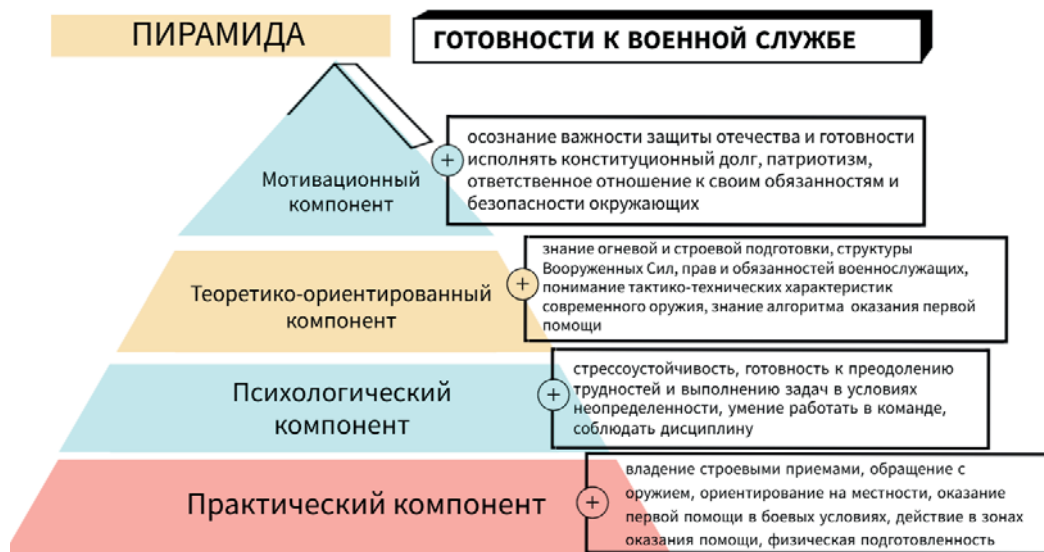 ПИРАМИДА
ГОТОВНОСТИ К ВОЕННОЙ СЛУЖБЕ
Мотивационный
компонент
осознание важности защиты отечества и готовности
исполнять конституционный долг, патриотизм,
ответственное отношение к своим обязанностям и
безопасности окружающих
Теоретико-ориентированный
компонент
знание огневой и строевой подготовки, структуры
Вооруженных Сил, прав и обязанностей военнослужащих,
понимание тактико-технических характеристик
современного оружия, знание алгоритма оказания первой
помощи
Психологический
компонент
стрессоустойчивость, готовность к преодолению
трудностей и выполнению задач в условиях
неопределенности, умение работать в команде,
соблюдать дисциплину
Практический компонент
владение строевыми приемами, обращение с
оружием, ориентирование на местности, оказание
первой помощи в боевых условиях, действие в зонах
оказания помощи, физическая подготовленность